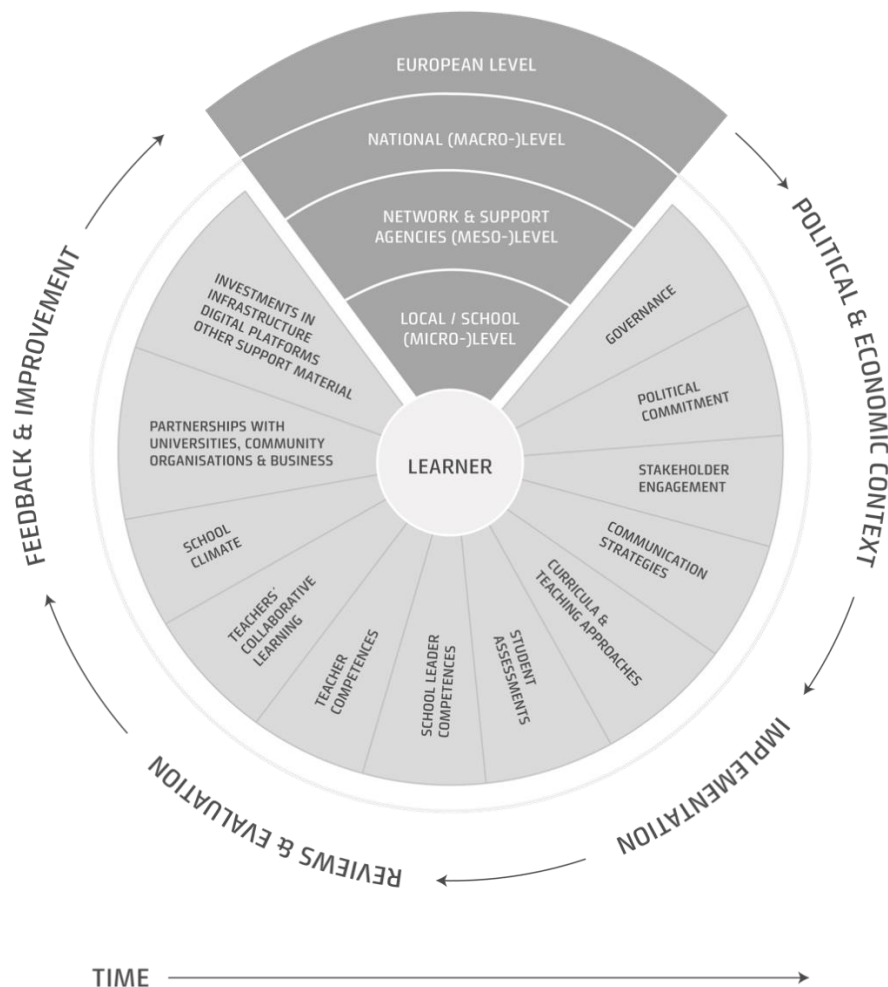 EUROPEAN LEVEL
NATIONAL (MACRO-)LEVEL
NETWORK & SUPPORT
AGENCIES (MESO-)LEVEL
LOCAL / SCHOOL
(MICRO-)LEVEL
LEARNER
GOVERNANCE
POLITICAL
COMMITMENT
STAKEHOLDER
ENGAGEMENT
COMMUNICATION
STRATEGIES
CURRICULA &
TEACHING APPROACHES
STUDENT
ASSESSMENTS
SCHOOL LEADER
COMPETENCES
TEACHER
COMPETENCES
TEACHERS´
COLLABORATIVE
LEARNING
SCHOOL
CLIMATE
PARTNERSHIPS WITH
UNIVERSITIES, COMMUNITY
ORGANISATIONS & BUSINESS
INVESTMENTS IN
INFRASTRUCTURE
DIGITAL PLATFORMS
OTHER SUPPORT MATERIAL
POLITICAL & ECONOMIC CONTEXT
IMPLEMENTATION
REVIEWS & EVALUATION
FEEDBACK & IMPROVEMENT
TIME